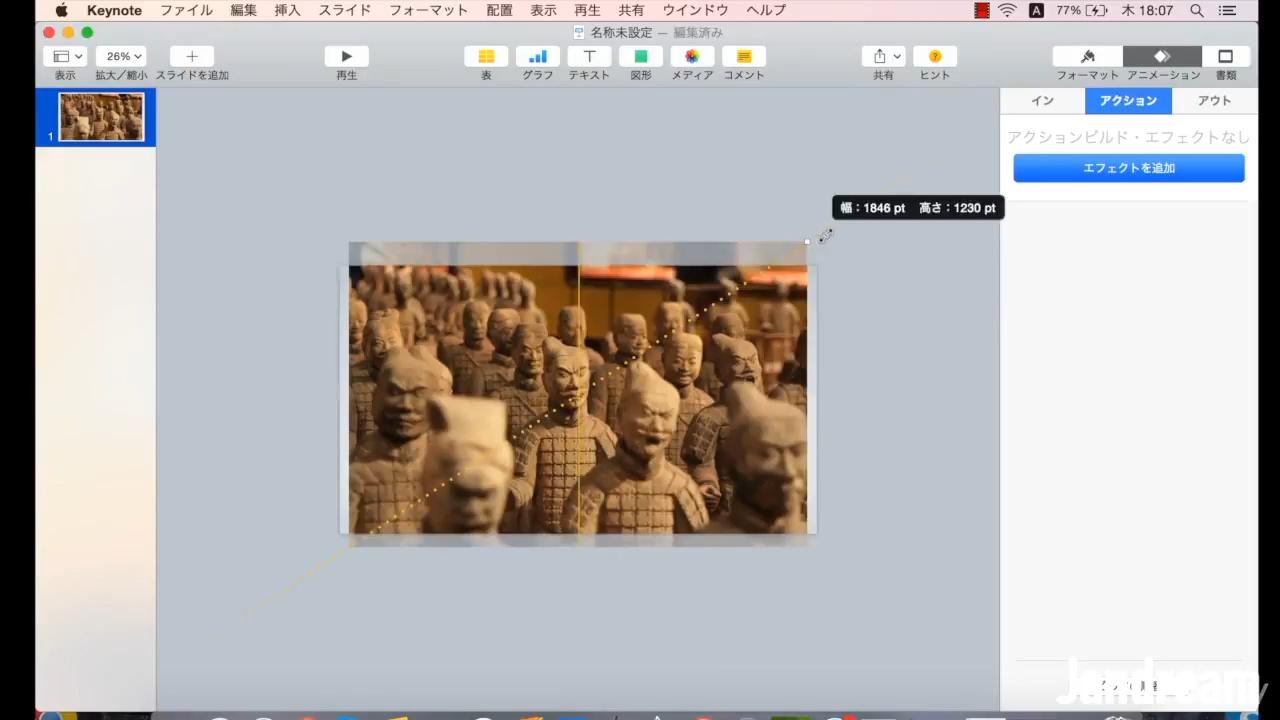 Keynote ファイル 編集 挿入 スライド フォーマット 配置 表示 再生 共有 ウインドウ ヘルプ A 77% 木 18:07
名称未設定 — 編集済み
26%
表示 拡大／縮小 スライドを追加 再生 表 グラフ テキスト 図形 メディア コメント 共有 ヒント フォーマット アニメーション 書類
イン アクション アウト
1
アクションビルド・エフェクトなし
エフェクトを追加
幅：1846 pt 高さ：1230 pt
Jandream